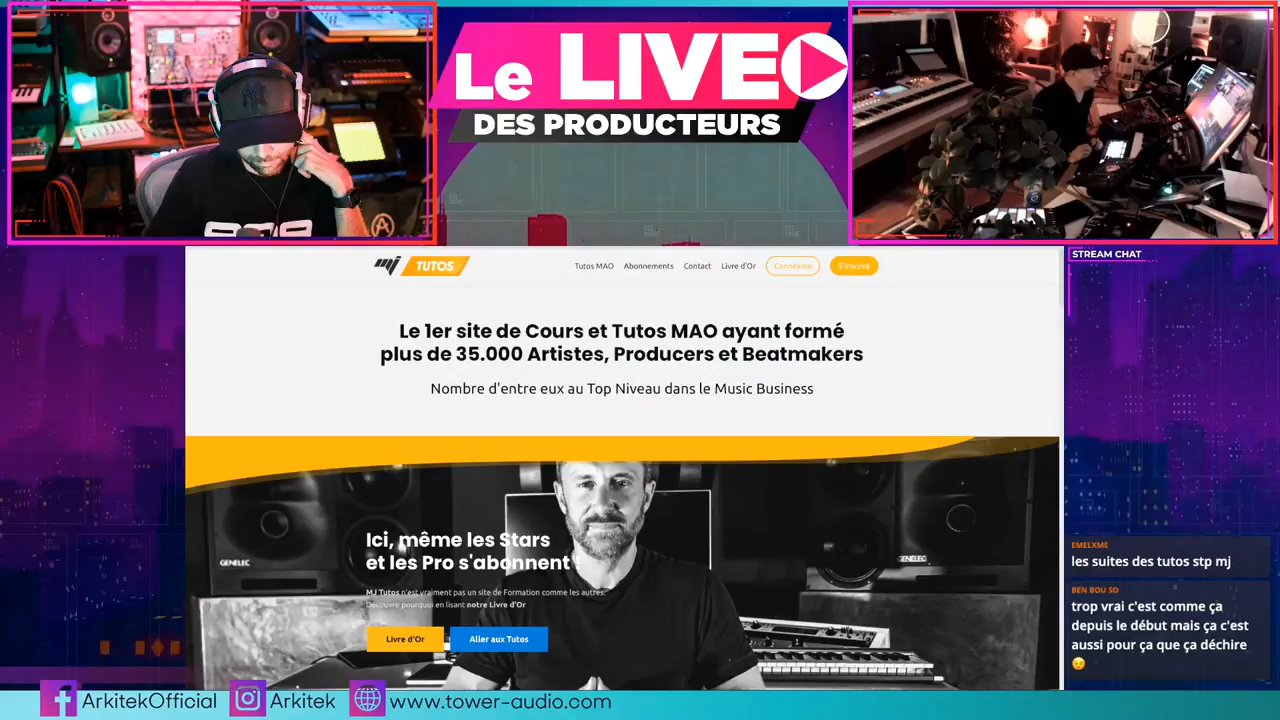 Le LIVE
DES PRODUCTEURS
mj TUTOS
Tutos MAO
Abonnements
Contact
Livre d'Or
Connexion
S'inscrire
Le 1er site de Cours et Tutos MAO ayant formé
plus de 35.000 Artistes, Producers et Beatmakers
Nombre d'entre eux au Top Niveau dans le Music Business
GENELEC
GENELEC
Ici, même les Stars
et les Pro s'abonnent !
MJ Tutos n'est vraiment pas un site de Formation comme les autres.
Découvre pourquoi en lisant notre Livre d'Or
Livre d'Or
Aller aux Tutos
STREAM CHAT
EMELXME
les suites des tutos stp mj
BEN BOU SO
trop vrai c'est comme ça
depuis le début mais ça c'est
aussi pour ça que ça déchire
ArkitekOfficial
Arkitek
www.tower-audio.com